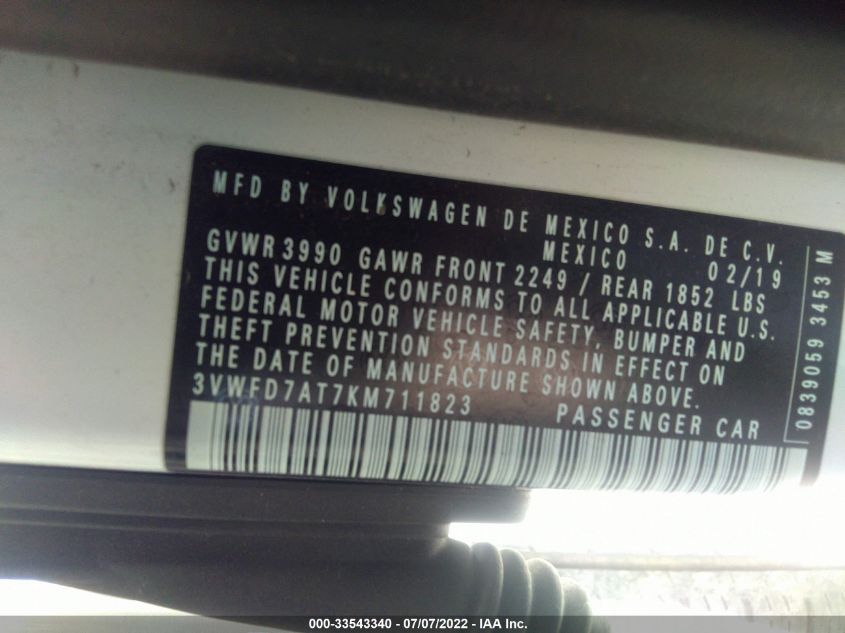 MFD BY VOLKSWAGEN DE MEXICO S.A. DE C.V.
MEXICO 02/19
GVWR 3990 GAWR FRONT 2249 / REAR 1852 LBS
THIS VEHICLE CONFORMS TO ALL APPLICABLE U.S.
FEDERAL MOTOR VEHICLE SAFETY, BUMPER AND
THEFT PREVENTION STANDARDS IN EFFECT ON
THE DATE OF MANUFACTURE SHOWN ABOVE.
3VWFD7AT7KM711823 PASSENGER CAR
0839059 3453 M
000-33543340 - 07/07/2022 - IAA Inc.